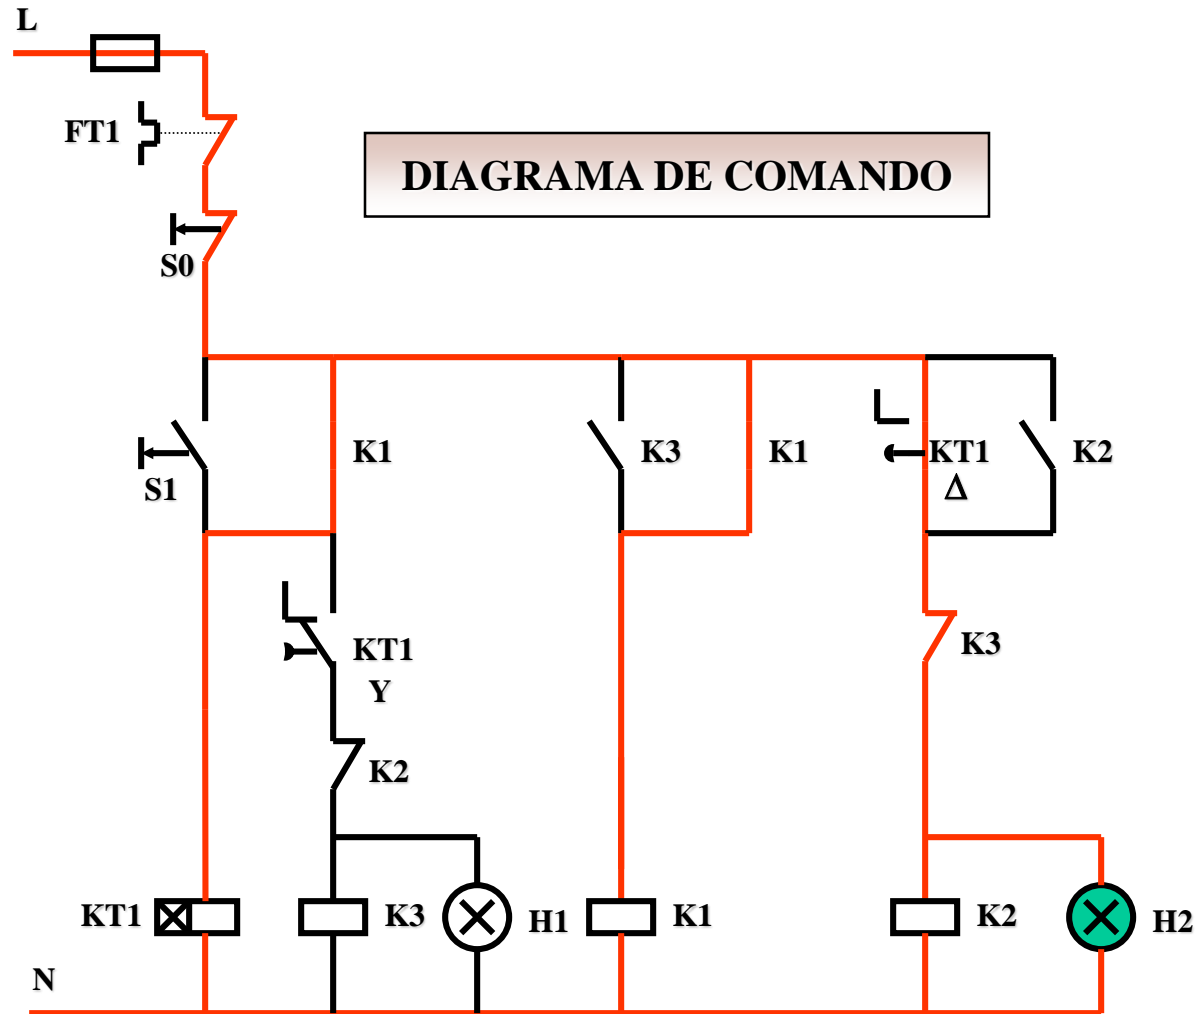 L
FT1
DIAGRAMA DE COMANDO
S0
K1
K3
K1
KT1
Δ
K2
S1
KT1
Y
K3
K2
KT1
K3
H1
K1
K2
H2
N